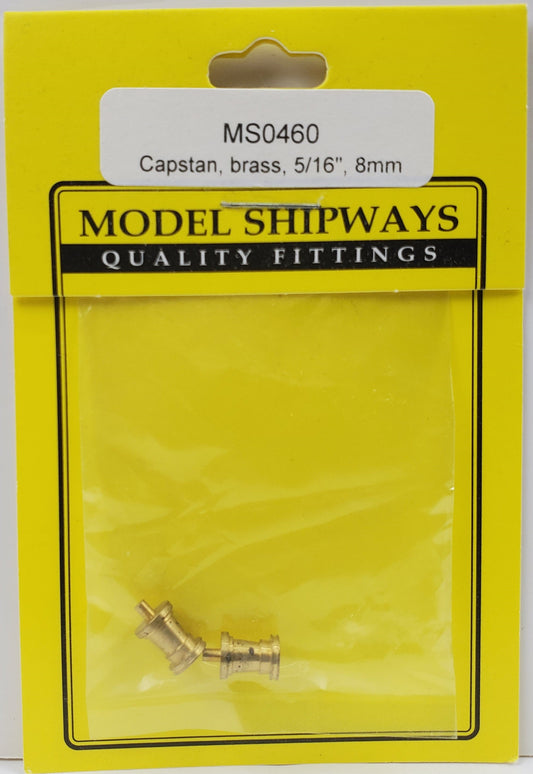 MS0460
Capstan, brass, 5/16", 8mm
MODEL SHIPWAYS
QUALITY FITTINGS